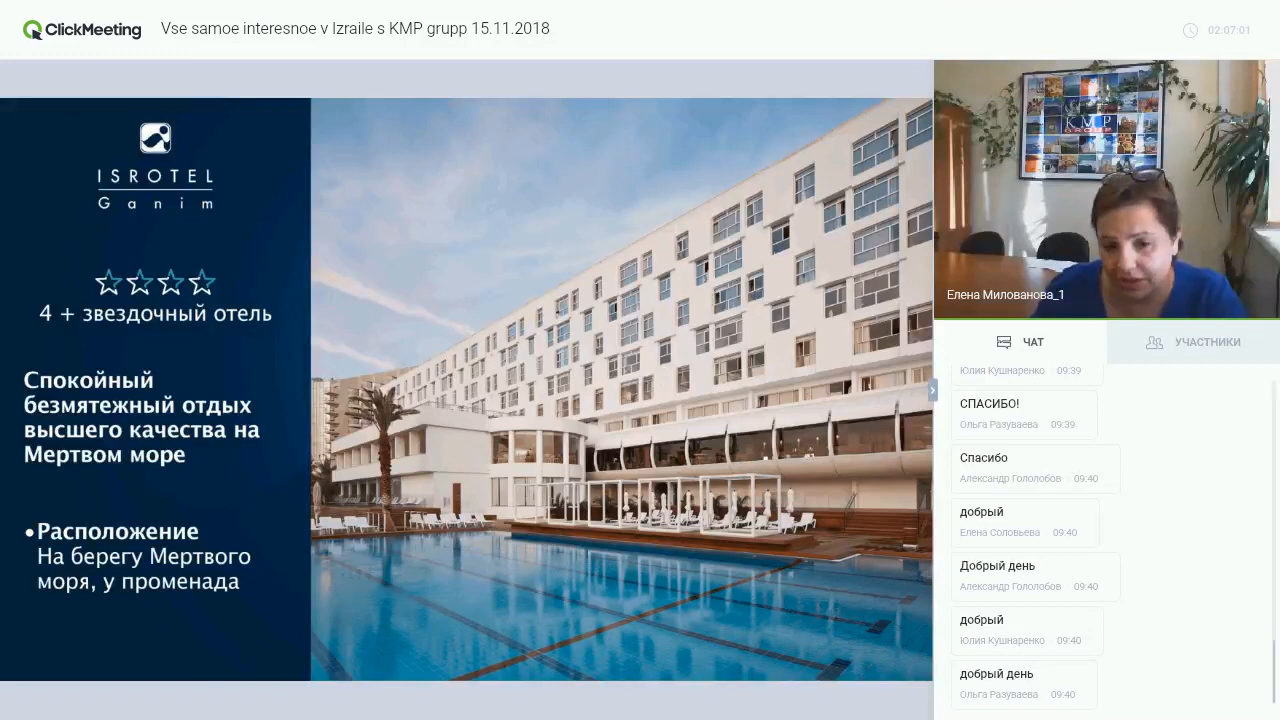 ClickMeeting
Vse samoe interesnoe v Izraile s KMP grupp 15.11.2018
02:07:01
ISROTEL
Ganim
4 + звездочный отель
Спокойный
безмятежный отдых
высшего качества на
Мертвом море
•Расположение
На берегу Мертвого
моря, у променада
KMP
GROUP
Елена Милованова_1
ЧАТ
УЧАСТНИКИ
Юлия Кушнаренко 09:39
СПАСИБО!
Ольга Разуваева 09:39
Спасибо
Александр Гололобов 09:40
добрый
Елена Соловьева 09:40
Добрый день
Александр Гололобов 09:40
добрый
Юлия Кушнаренко 09:40
добрый день
Ольга Разуваева 09:40